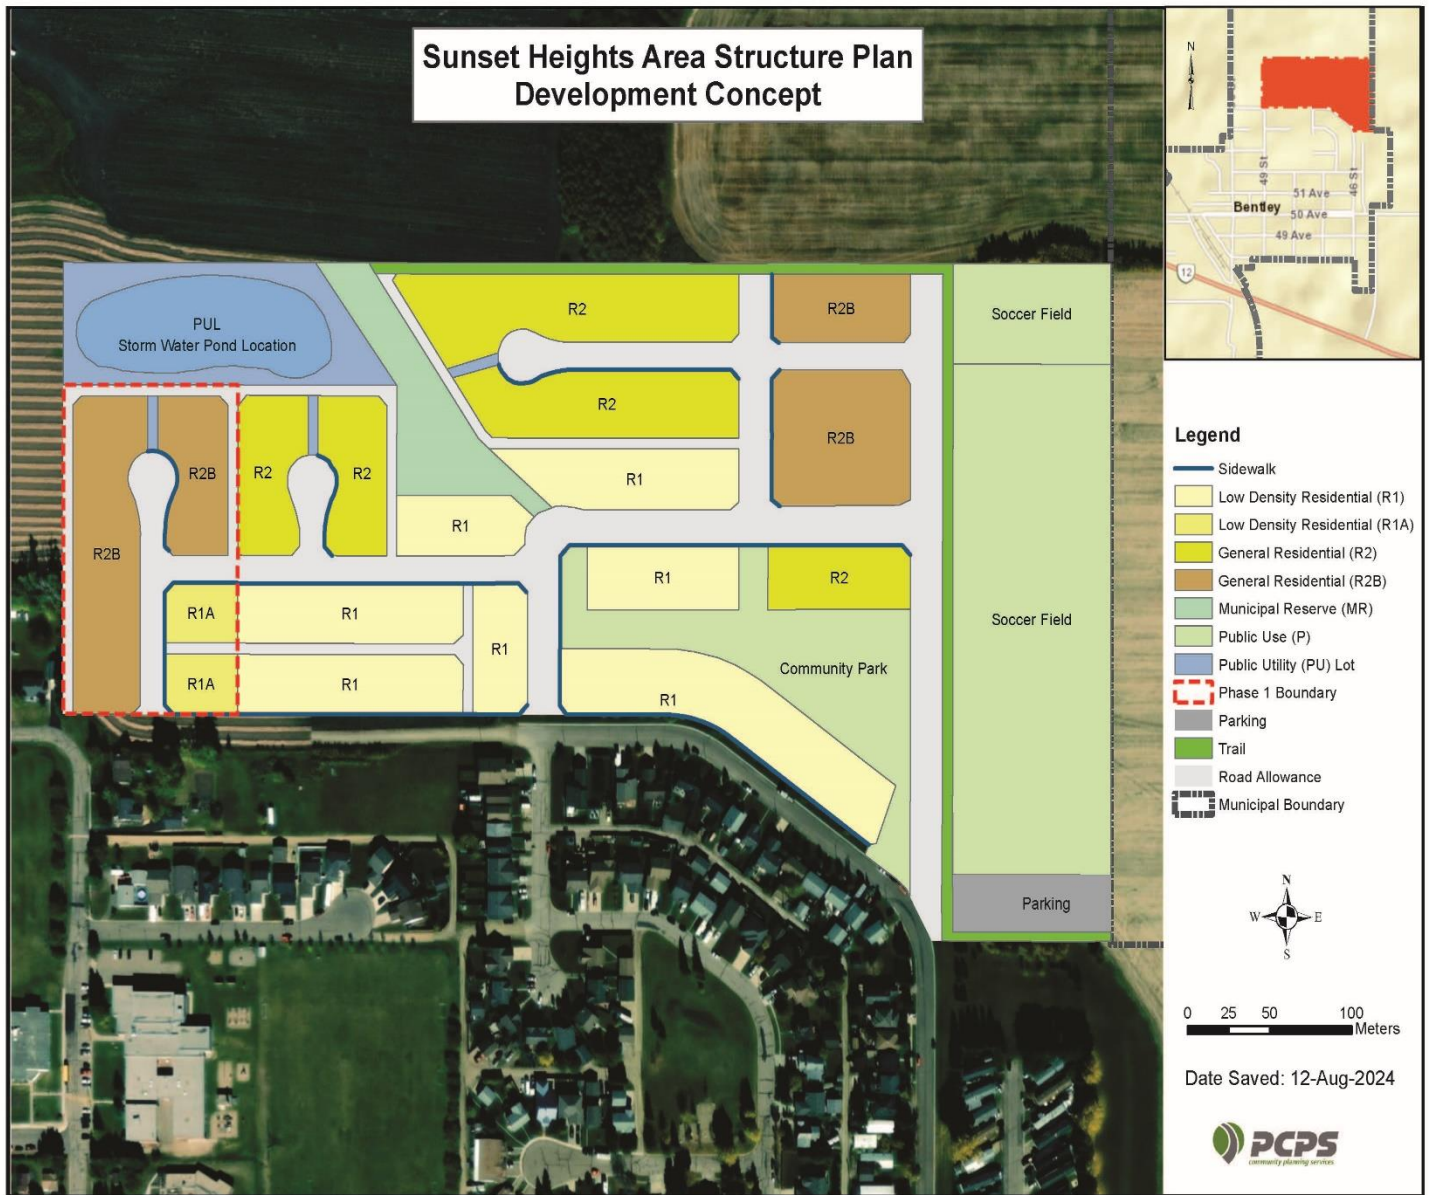 Sunset Heights Area Structure Plan
Development Concept
N
49 St
46 St
51 Ave
Bentley
50 Ave
49 Ave
12
PUL
Storm Water Pond Location
R2
R2B
Soccer Field
R2
R2B
R2B
R2B
R2
R2
R1
R1
R1
R2
R1A
R1
R1
Soccer Field
R1A
R1
R1
Community Park
Parking
Legend
Sidewalk
Low Density Residential (R1)
Low Density Residential (R1A)
General Residential (R2)
General Residential (R2B)
Municipal Reserve (MR)
Public Use (P)
Public Utility (PU) Lot
Phase 1 Boundary
Parking
Trail
Road Allowance
Municipal Boundary
N
W E
S
0 25 50 100
Meters
Date Saved: 12-Aug-2024
PCPS
community planning services